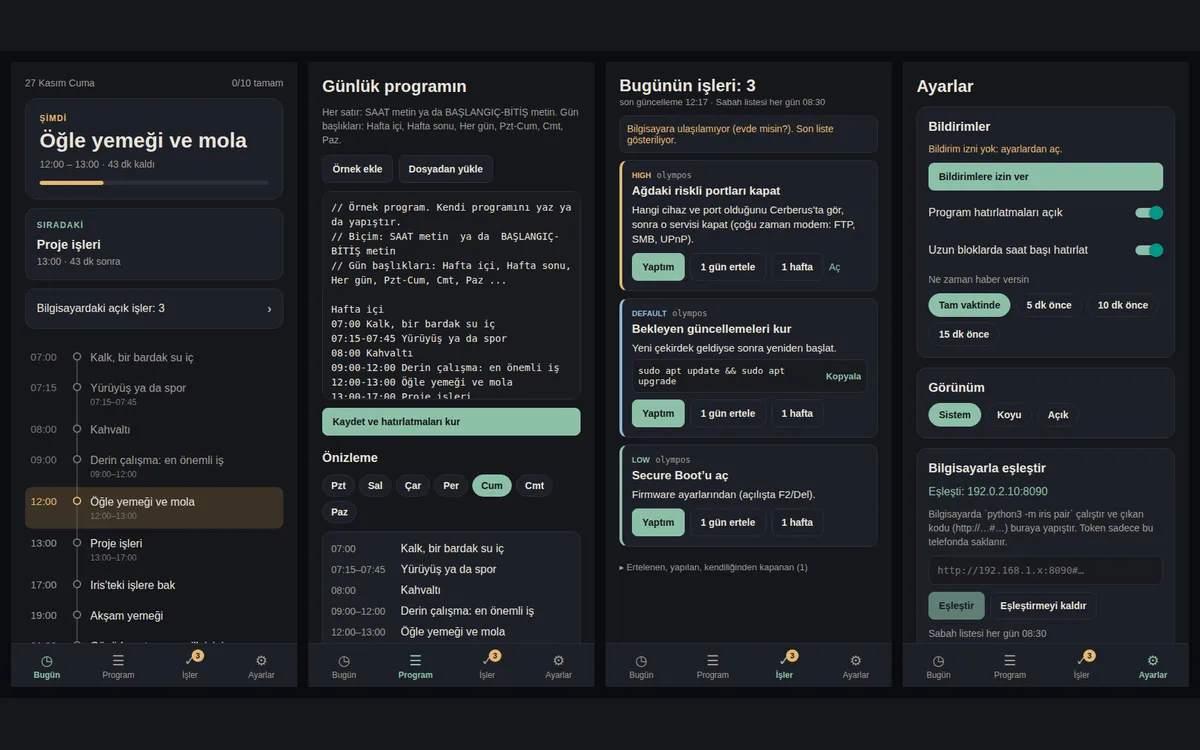 27 Kasım Cuma
0/10 tamam
ŞİMDİ
Öğle yemeği ve mola
12:00 – 13:00 · 43 dk kaldı
SIRADAKİ
Proje işleri
13:00 · 43 dk sonra
Bilgisayardaki açık işler: 3 ›
07:00 Kalk, bir bardak su iç
07:15 Yürüyüş ya da spor
07:15–07:45
08:00 Kahvaltı
09:00 Derin çalışma: en önemli iş
09:00–12:00
12:00 Öğle yemeği ve mola
12:00–13:00
13:00 Proje işleri
13:00–17:00
17:00 Iris'teki işlere bak
19:00 Akşam yemeği
3
Bugün Program İşler Ayarlar
Günlük programın
Her satır: SAAT metin ya da BAŞLANGIÇ-BİTİŞ metin. Gün
başlıkları: Hafta içi, Hafta sonu, Her gün, Pzt-Cum, Cmt,
Paz.
Örnek ekle Dosyadan yükle
// Örnek program. Kendi programını yaz ya
da yapıştır.
// Biçim: SAAT metin ya da BAŞLANGIÇ-
BİTİŞ metin
// Gün başlıkları: Hafta içi, Hafta sonu,
Her gün, Pzt-Cum, Cmt, Paz ...
Hafta içi
07:00 Kalk, bir bardak su iç
07:15-07:45 Yürüyüş ya da spor
08:00 Kahvaltı
09:00-12:00 Derin çalışma: en önemli iş
12:00-13:00 Öğle yemeği ve mola
13:00-17:00 Proje işleri
Kaydet ve hatırlatmaları kur
Önizleme
Pzt Sal Çar Per Cum Cmt
Paz
07:00 Kalk, bir bardak su iç
07:15–07:45 Yürüyüş ya da spor
08:00 Kahvaltı
09:00–12:00 Derin çalışma: en önemli iş
12:00–13:00 Öğle yemeği ve mola
3
Bugün Program İşler Ayarlar
Bugünün işleri: 3
son güncelleme 12:17 · Sabah listesi her gün 08:30
Bilgisayara ulaşılamıyor (evde misin?). Son liste
gösteriliyor.
HIGH olympos
Ağdaki riskli portları kapat
Hangi cihaz ve port olduğunu Cerberus'ta gör,
sonra o servisi kapat (çoğu zaman modem: FTP,
SMB, UPnP).
Yaptım 1 gün ertele 1 hafta Aç
DEFAULT olympos
Bekleyen güncellemeleri kur
Yeni çekirdek geldiyse sonra yeniden başlat.
sudo apt update && sudo apt
upgrade
Kopyala
Yaptım 1 gün ertele 1 hafta
LOW olympos
Secure Boot'u aç
Firmware ayarlarından (açılışta F2/Del).
Yaptım 1 gün ertele 1 hafta
▸ Ertelenen, yapılan, kendiliğinden kapanan (1)
3
Bugün Program İşler Ayarlar
Ayarlar
Bildirimler
Bildirim izni yok: ayarlardan aç.
Bildirimlere izin ver
Program hatırlatmaları açık
Uzun bloklarda saat başı hatırlat
Ne zaman haber versin
Tam vaktinde 5 dk önce 10 dk önce
15 dk önce
Görünüm
Sistem Koyu Açık
Bilgisayarla eşleştir
Eşleşti: 192.0.2.10:8090
Bilgisayarda `python3 -m iris pair` çalıştır ve çıkan
kodu (http://…#…) buraya yapıştır. Token sadece bu
telefonda saklanır.
http://192.168.1.x:8090#…
Eşleştir Eşleştirmeyi kaldır
Sabah listesi her gün 08:30
3
Bugün Program İşler Ayarlar